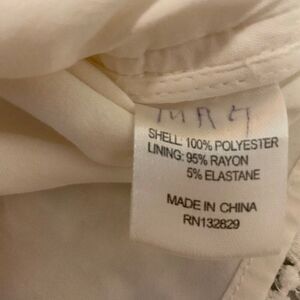 SHELL: 100% POLYESTER
LINING: 95% RAYON
5% ELASTANE
MADE IN CHINA
RN132829